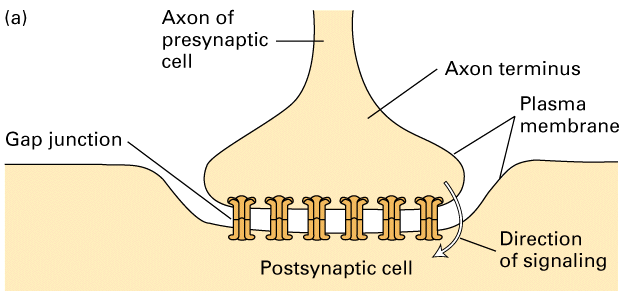 (a)
Axon of
presynaptic
cell
Axon terminus
Plasma
membrane
Gap junction
Direction
of signaling
Postsynaptic cell